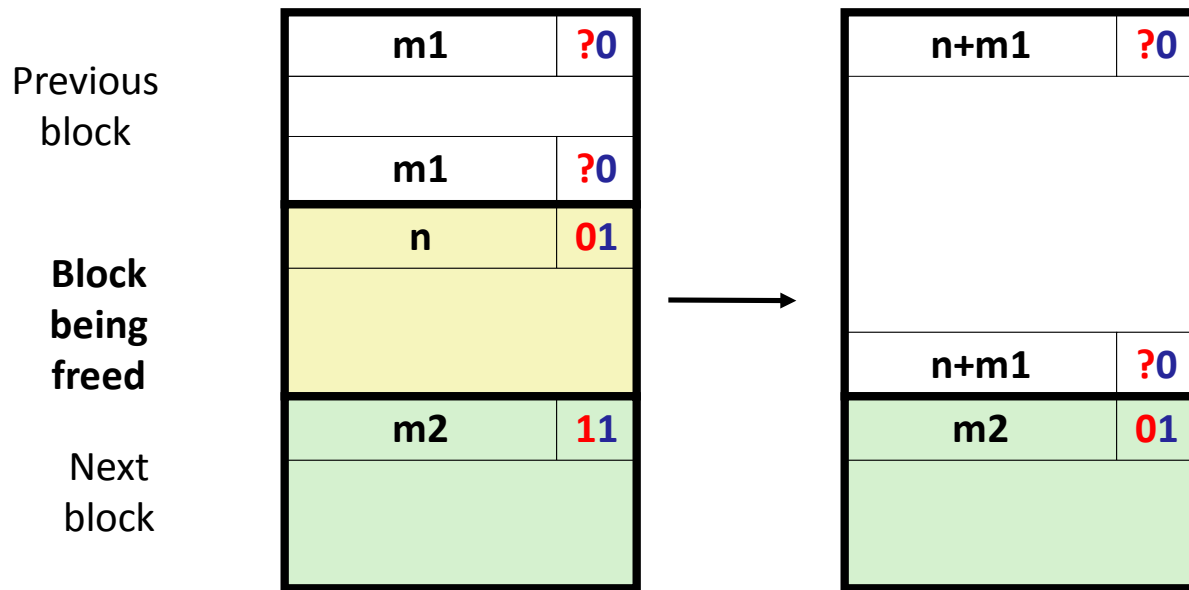 m1 ?0 n+m1 ?0
Previous
block
m1 ?0
n 01
Block
being
freed
n+m1 ?0
m2 11 m2 01
Next
block